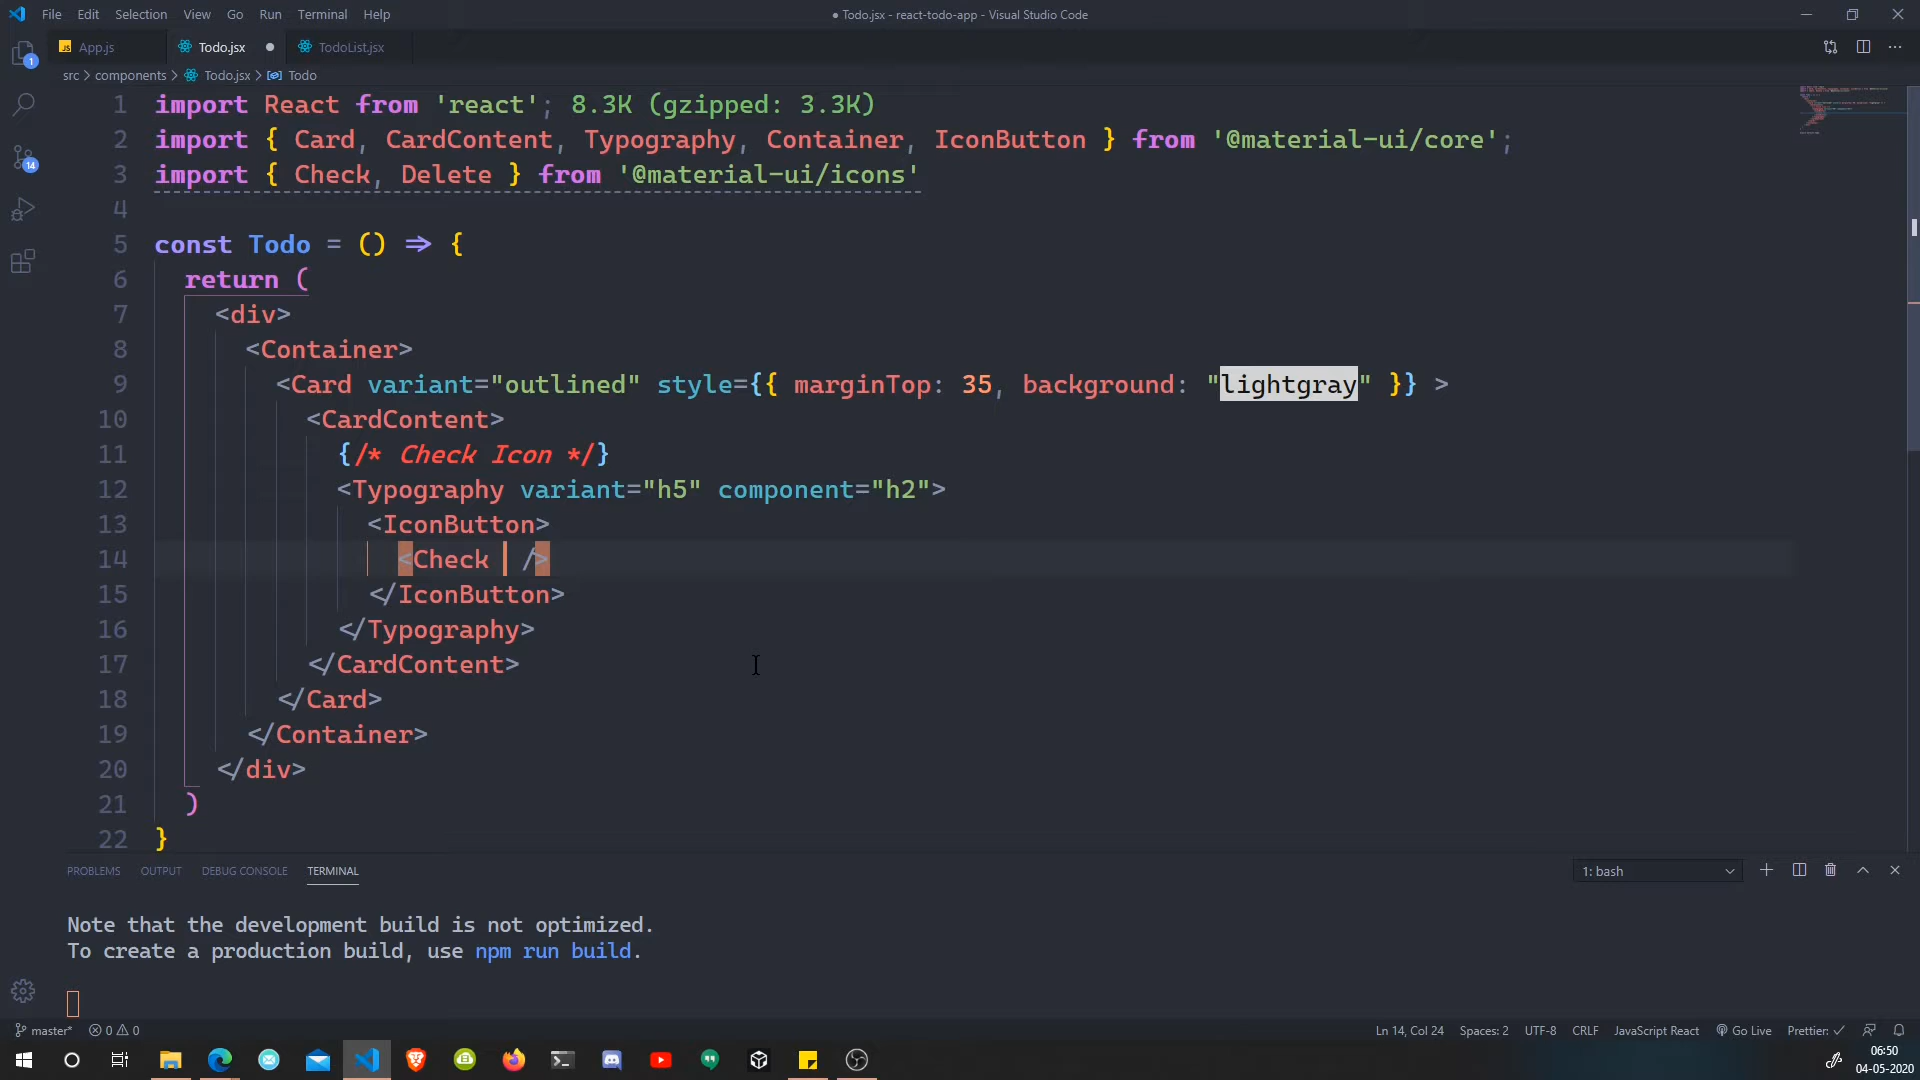 File Edit Selection View Go Run Terminal Help
● Todo.jsx - react-todo-app - Visual Studio Code
JS App.js
Todo.jsx ●
TodoList.jsx
1
14
src > components > Todo.jsx > Todo
1 import React from 'react'; 8.3K (gzipped: 3.3K)
2 import { Card, CardContent, Typography, Container, IconButton } from '@material-ui/core';
3 import { Check, Delete } from '@material-ui/icons'
4
5 const Todo = () => {
6 return (
7 <div>
8 <Container>
9 <Card variant="outlined" style={{ marginTop: 35, background: "lightgray" }} >
10 <CardContent>
11 {/* Check Icon */}
12 <Typography variant="h5" component="h2">
13 <IconButton>
14 <Check />
15 </IconButton>
16 </Typography>
17 </CardContent>
18 </Card>
19 </Container>
20 </div>
21 )
22 }
PROBLEMS OUTPUT DEBUG CONSOLE TERMINAL
1: bash
Note that the development build is not optimized.
To create a production build, use npm run build.
master* 0 0
Ln 14, Col 24 Spaces: 2 UTF-8 CRLF JavaScript React Go Live Prettier: ✓
06:50
04-05-2020